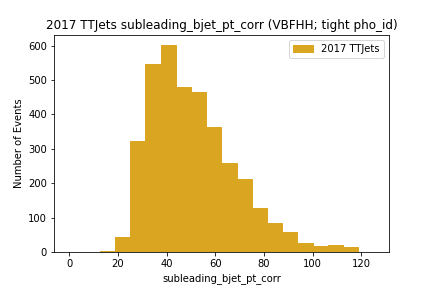 2017 TTJets subleading_bjet_pt_corr (VBFHH; tight pho_id)
2017 TTJets
Number of Events
600
500
400
300
200
100
0
0 20 40 60 80 100 120
subleading_bjet_pt_corr